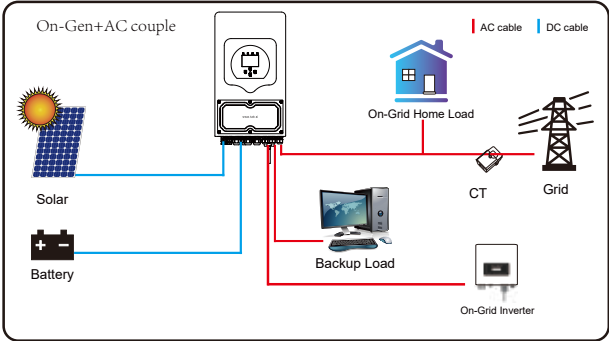 On-Gen+AC couple
AC cable
DC cable
On-Grid Home Load
Solar
CT
Grid
Battery
Backup Load
On-Grid Inverter